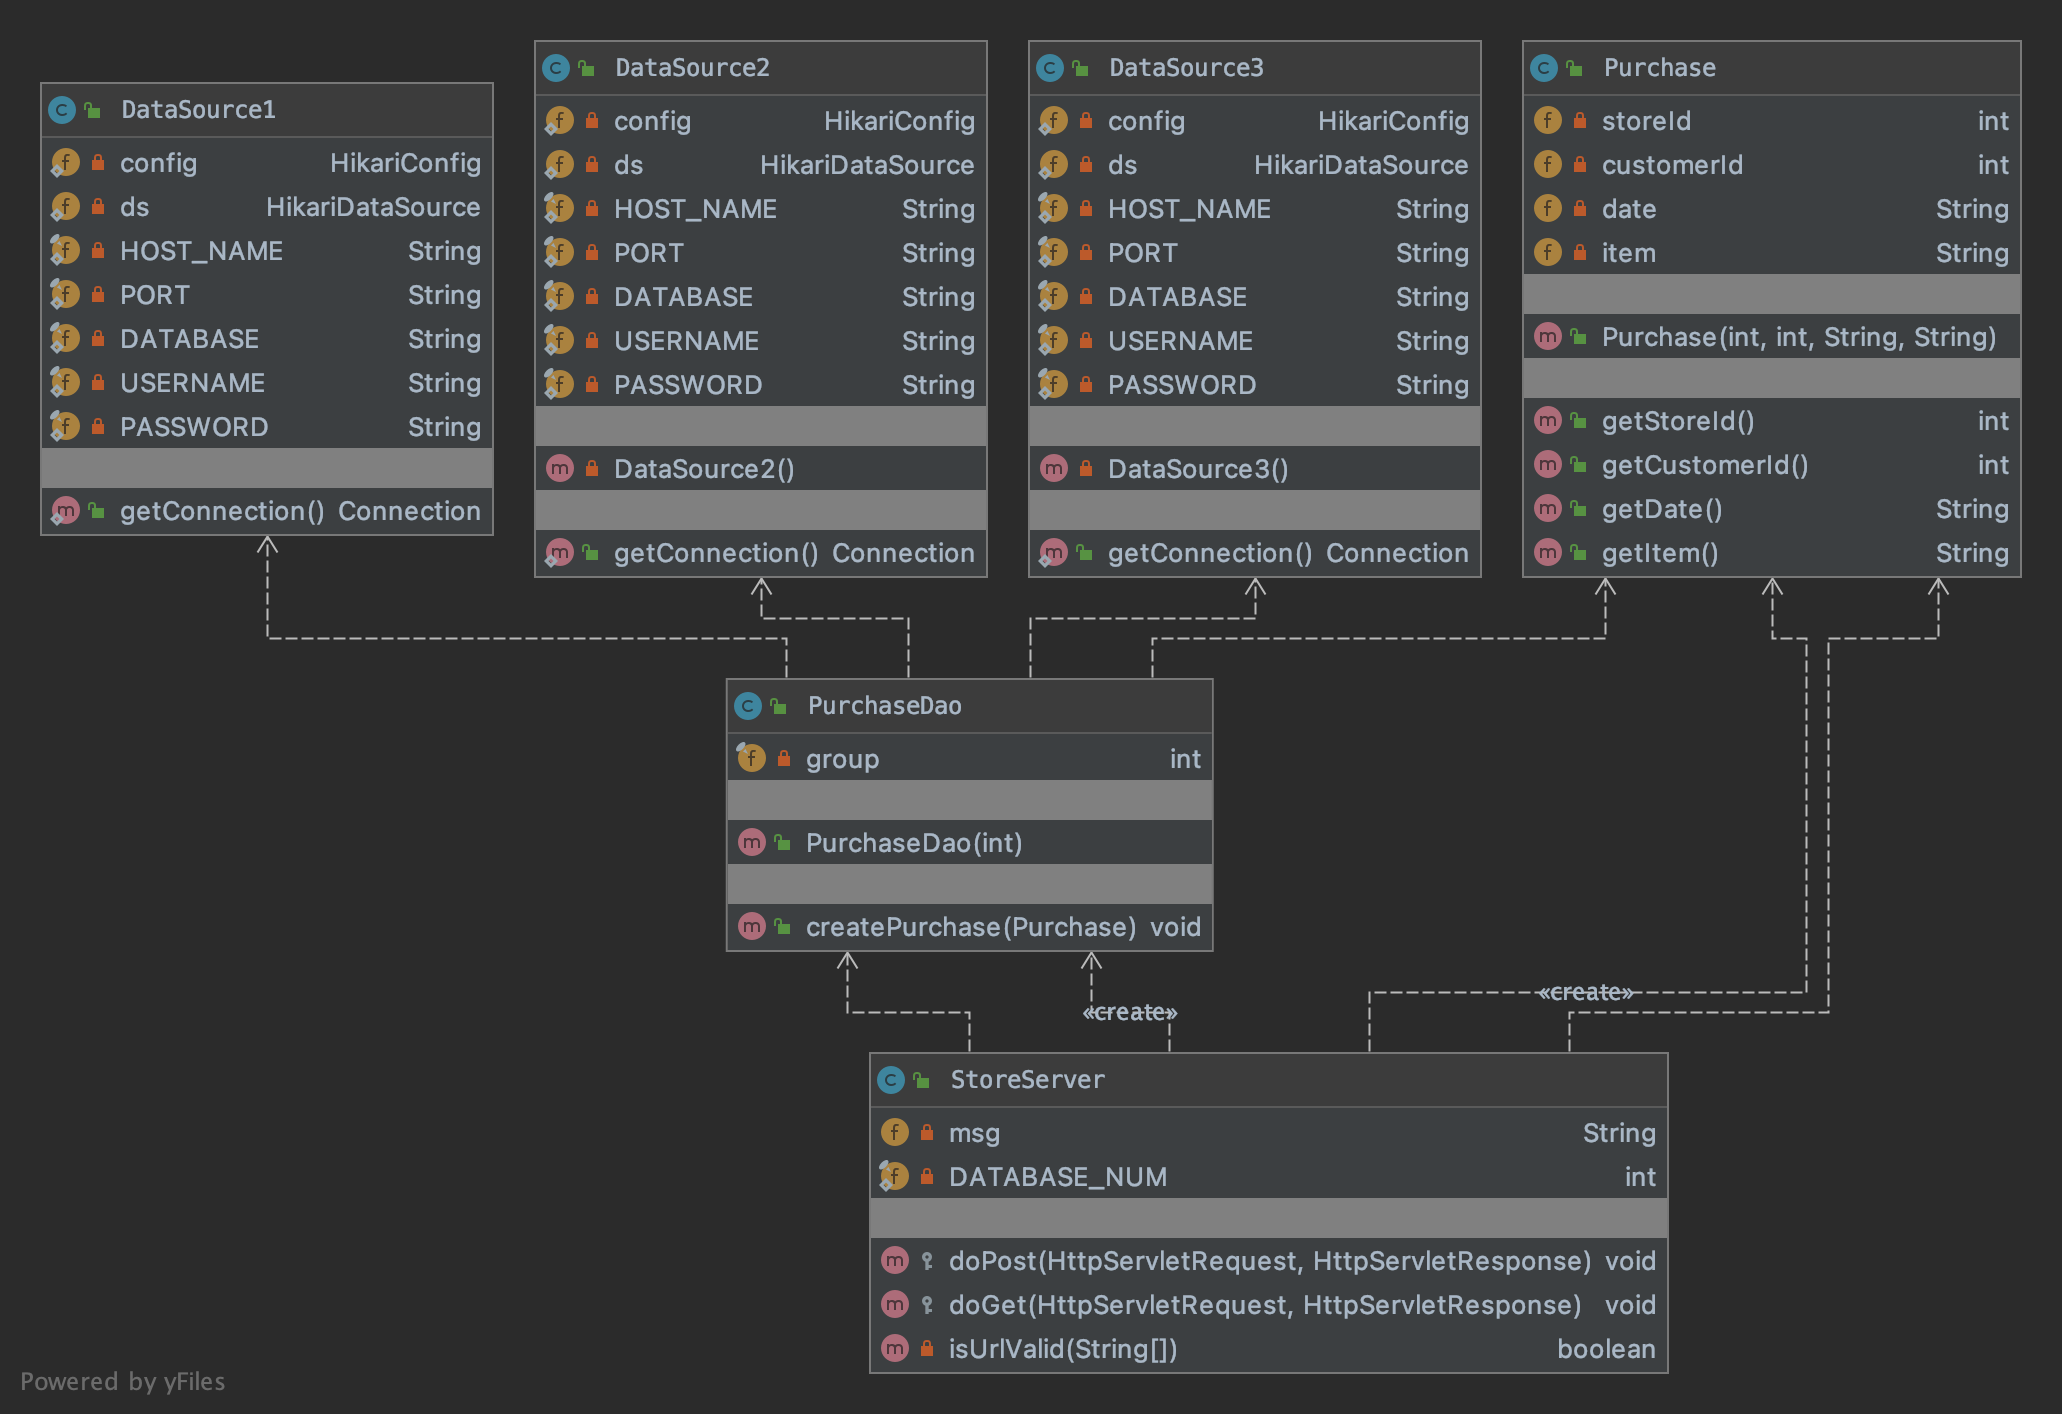 DataSource1
config HikariConfig
ds HikariDataSource
HOST_NAME String
PORT String
DATABASE String
USERNAME String
PASSWORD String
getConnection() Connection
DataSource2
config HikariConfig
ds HikariDataSource
HOST_NAME String
PORT String
DATABASE String
USERNAME String
PASSWORD String
DataSource2()
getConnection() Connection
DataSource3
config HikariConfig
ds HikariDataSource
HOST_NAME String
PORT String
DATABASE String
USERNAME String
PASSWORD String
DataSource3()
getConnection() Connection
Purchase
storeId int
customerId int
date String
item String
Purchase(int, int, String, String)
getStoreId() int
getCustomerId() int
getDate() String
getItem() String
PurchaseDao
group int
PurchaseDao(int)
createPurchase(Purchase) void
«create»
«create»
StoreServer
msg String
DATABASE_NUM int
doPost(HttpServletRequest, HttpServletResponse) void
doGet(HttpServletRequest, HttpServletResponse) void
isUrlValid(String[]) boolean
Powered by yFiles